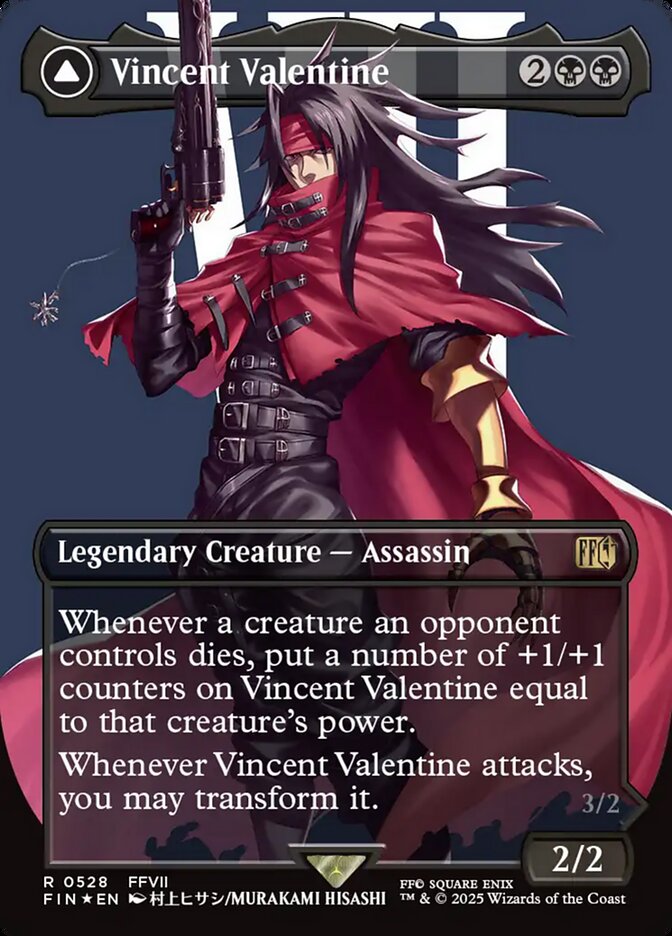 VII
Vincent Valentine 2
Legendary Creature — Assassin FF
Whenever a creature an opponent
controls dies, put a number of +1/+1
counters on Vincent Valentine equal
to that creature's power.
Whenever Vincent Valentine attacks,
you may transform it.
3/2
2/2
R 0528 FFVII
FIN★EN 村上ヒサシ/MURAKAMI HISASHI
FF© SQUARE ENIX
™ & © 2025 Wizards of the Coast